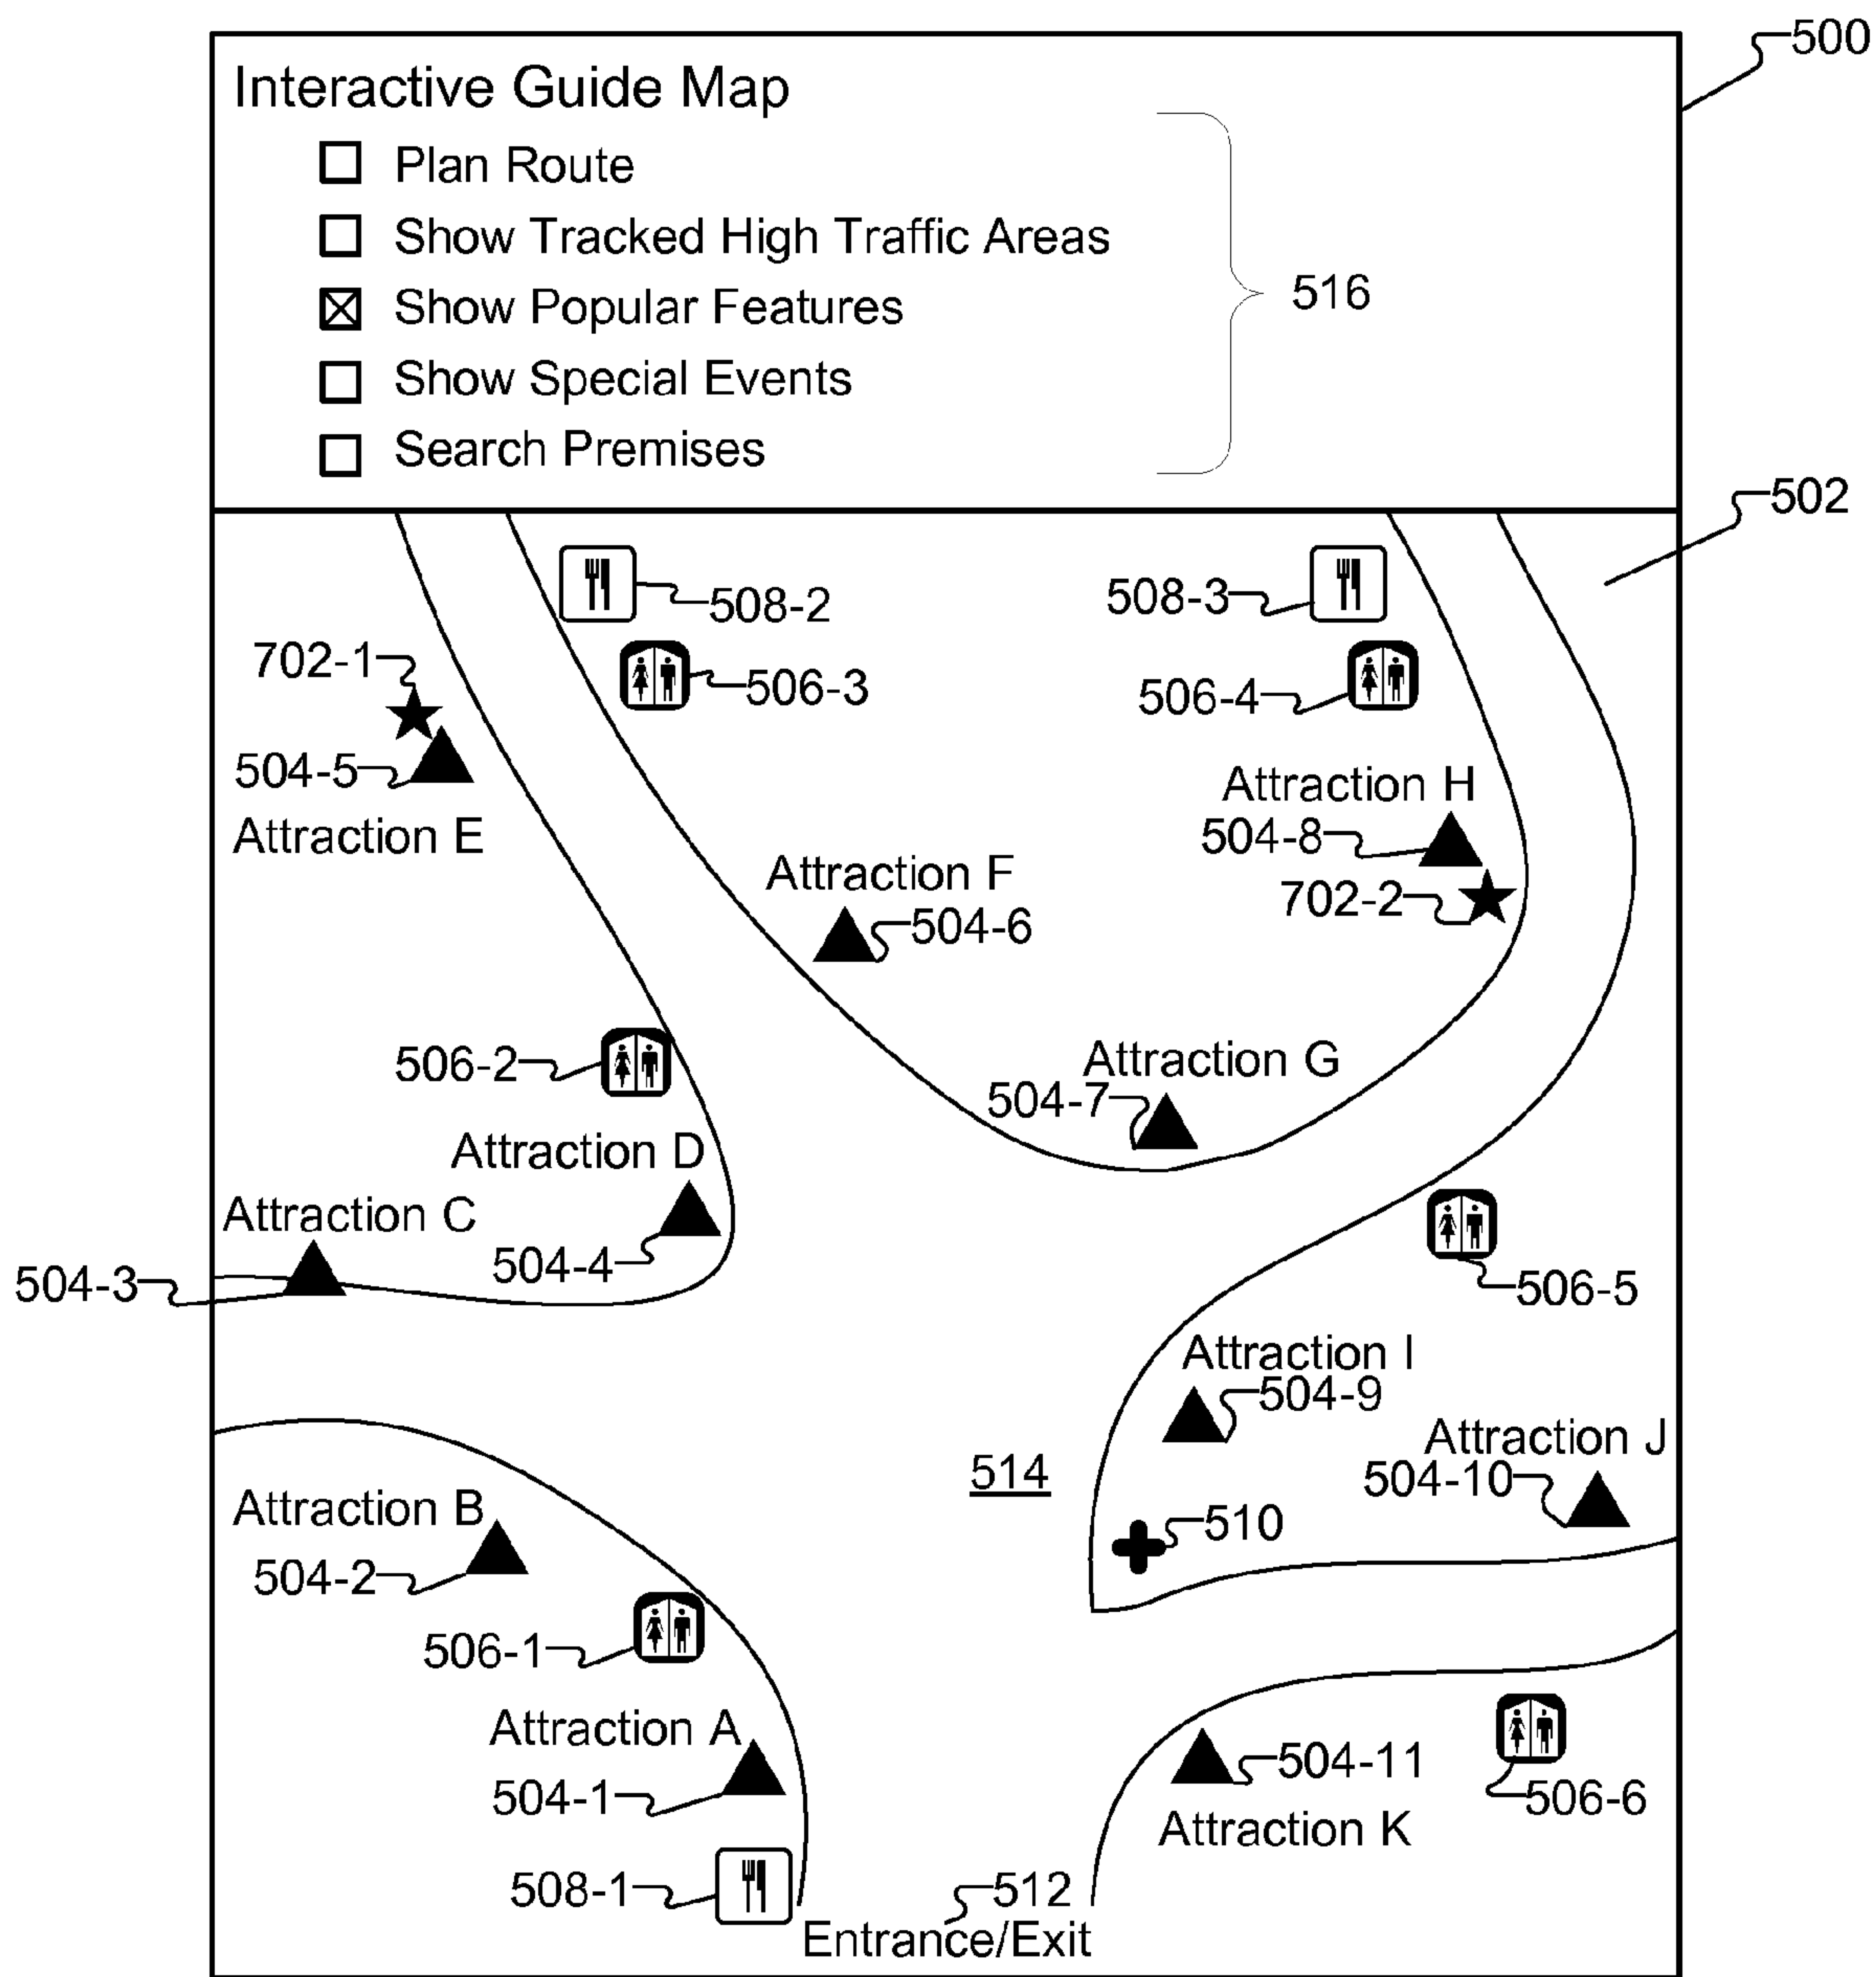 500
Interactive Guide Map
Plan Route
Show Tracked High Traffic Areas
Show Popular Features
516
Show Special Events
Search Premises
502
508-2
508-3
702-1
506-3
506-4
504-5
Attraction E
Attraction H
504-8
Attraction F
702-2
504-6
506-2
Attraction G
504-7
Attraction D
Attraction C
504-4
504-3
506-5
Attraction I
504-9
Attraction J
514
504-10
Attraction B
510
504-2
506-1
Attraction A
504-11
504-1
506-6
Attraction K
508-1
512
Entrance/Exit